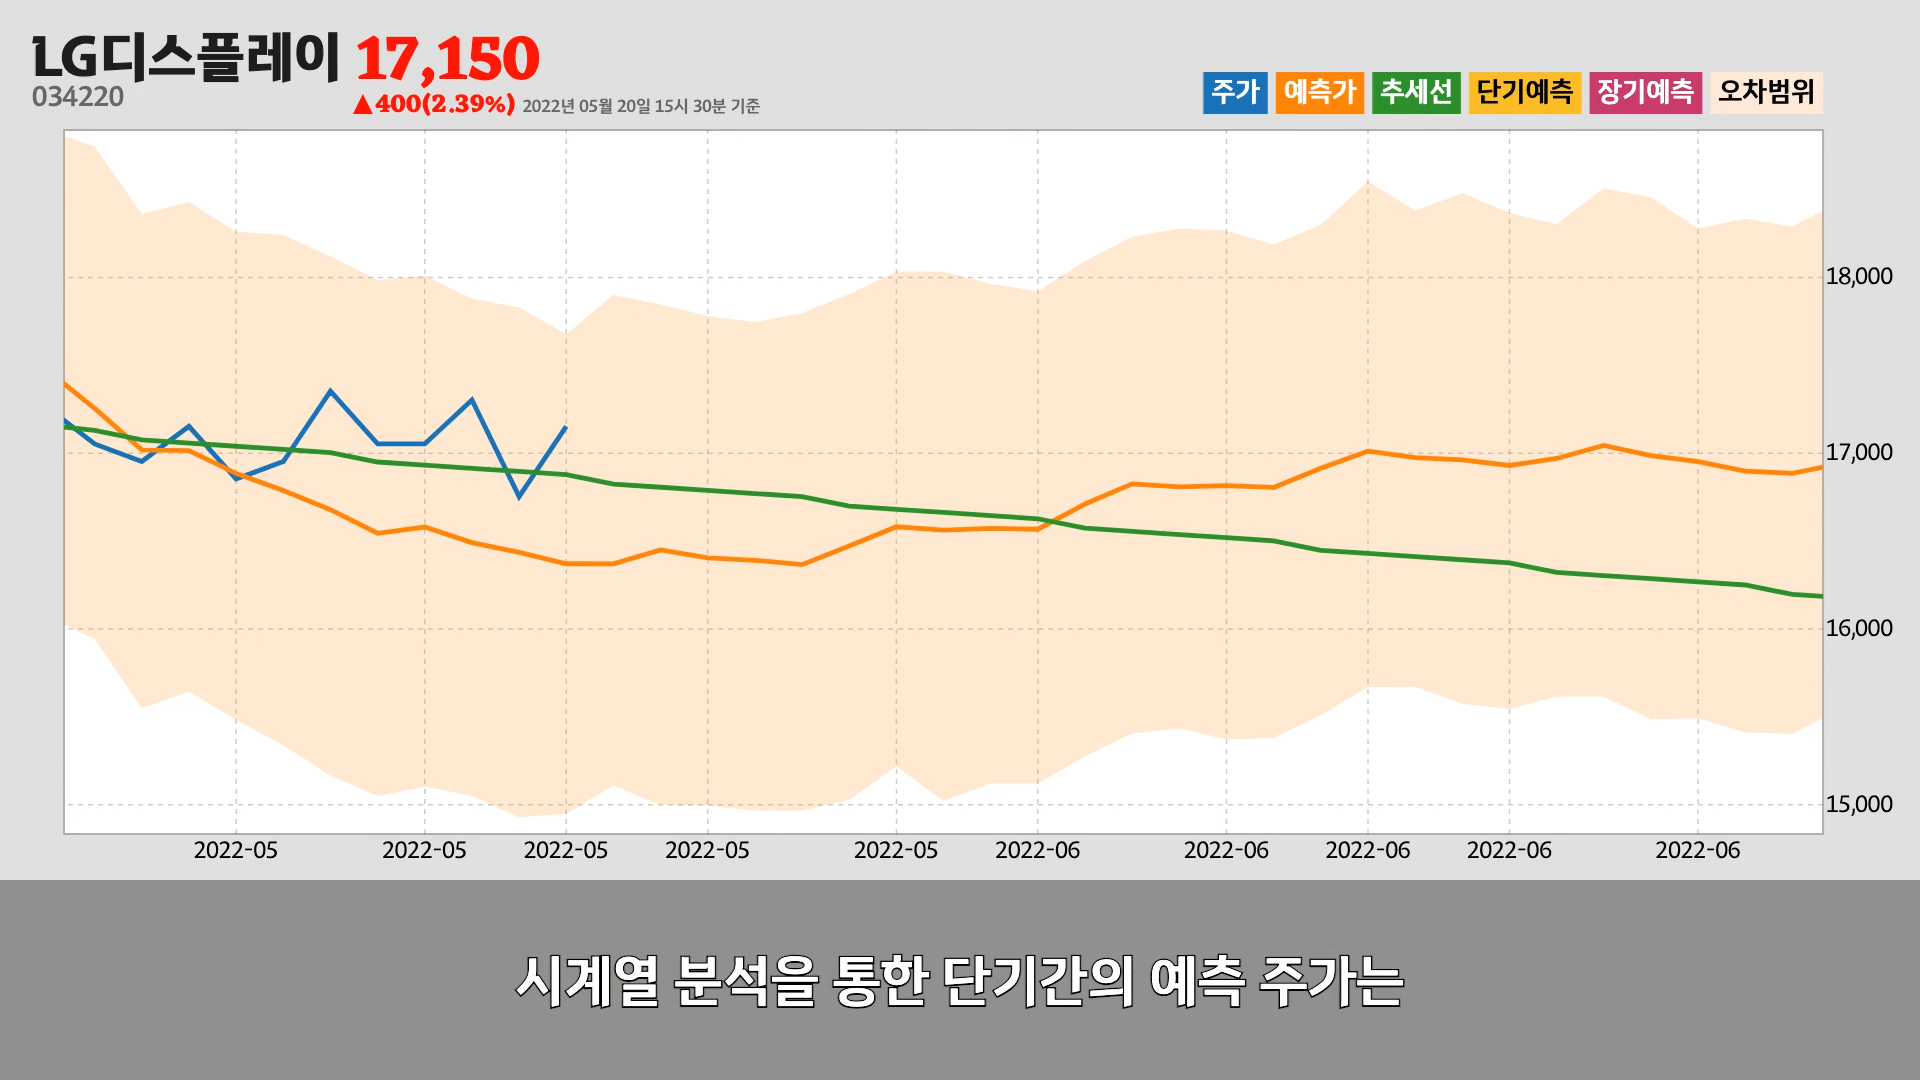 LG디스플레이 17,150
034220
▲400(2.39%) 2022년 05월 20일 15시 30분 기준
주가 예측가 추세선 단기예측 장기예측 오차범위
18,000
17,000
16,000
15,000
2022-05 2022-05 2022-05 2022-05 2022-05 2022-06 2022-06 2022-06 2022-06 2022-06
시계열 분석을 통한 단기간의 예측 주가는